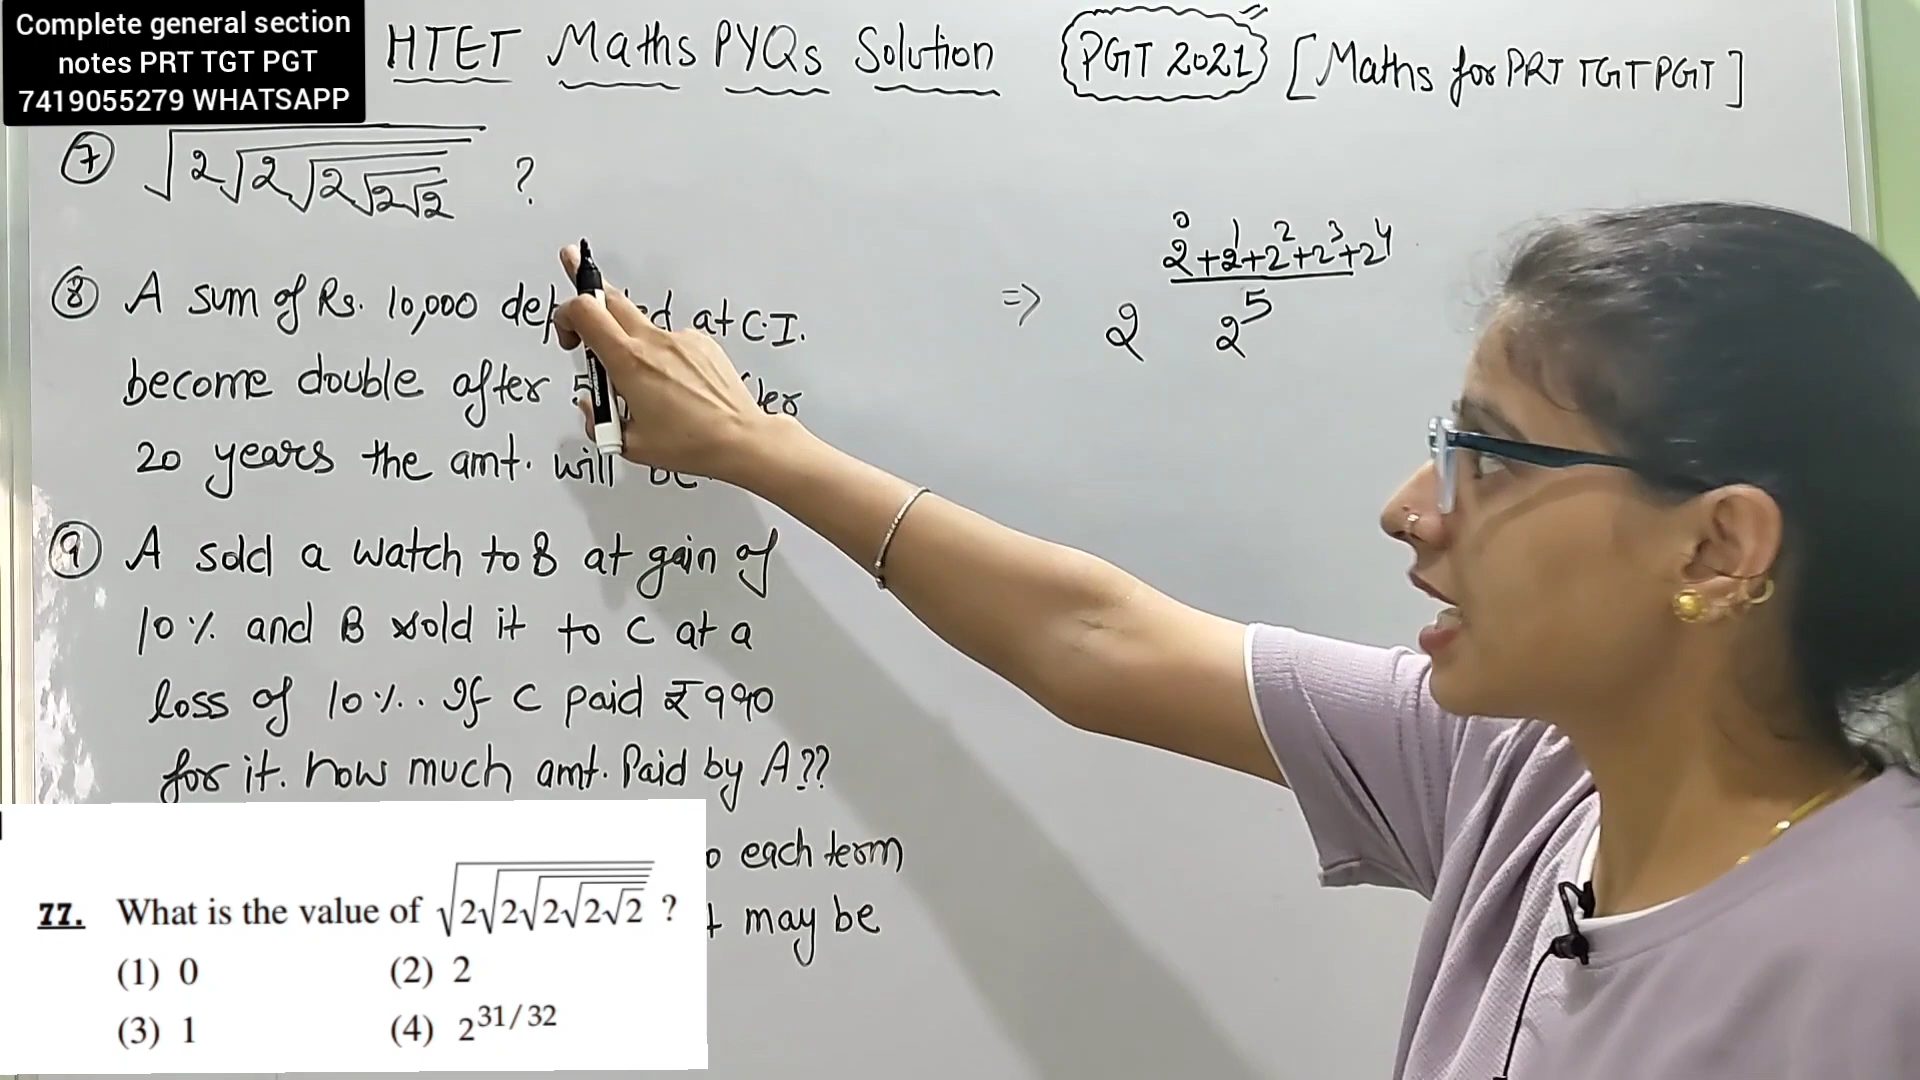 Complete general section
notes PRT TGT PGT
7419055279 WHATSAPP
HTET Maths PYQs Solution PGT 2021 [Maths for PRT TGT PGT]
7 √2√2√2√2√2 ?
8 A sum of Rs. 10,000 at C.I.
become double after 5
20 years the amt. will be
9 A sold a watch to B at gain of
10% and B sold it to C at a
loss of 10%. If C paid ₹990
for it. how much amt. Paid by A??
each term
may be
=> 2 2⁰+2¹+2²+2³+2⁴
2⁵
77. What is the value of √2√2√2√2√2 ?
(1) 0 (2) 2
(3) 1 (4) 2^31/32